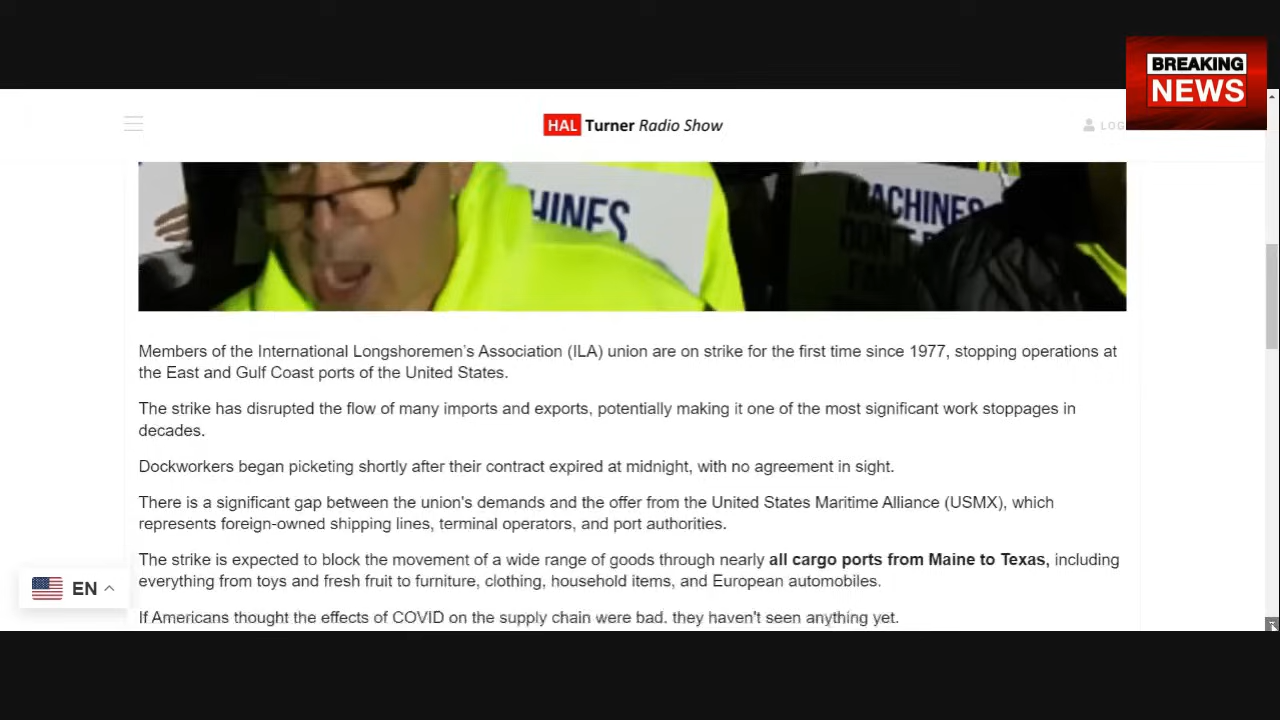 BREAKING
NEWS
HAL Turner Radio Show
LOG
HINES
MACHINES
DON'T
Members of the International Longshoremen's Association (ILA) union are on strike for the first time since 1977, stopping operations at
the East and Gulf Coast ports of the United States.
The strike has disrupted the flow of many imports and exports, potentially making it one of the most significant work stoppages in
decades.
Dockworkers began picketing shortly after their contract expired at midnight, with no agreement in sight.
There is a significant gap between the union's demands and the offer from the United States Maritime Alliance (USMX), which
represents foreign-owned shipping lines, terminal operators, and port authorities.
The strike is expected to block the movement of a wide range of goods through nearly all cargo ports from Maine to Texas, including
everything from toys and fresh fruit to furniture, clothing, household items, and European automobiles.
EN
If Americans thought the effects of COVID on the supply chain were bad. they haven't seen anything yet.